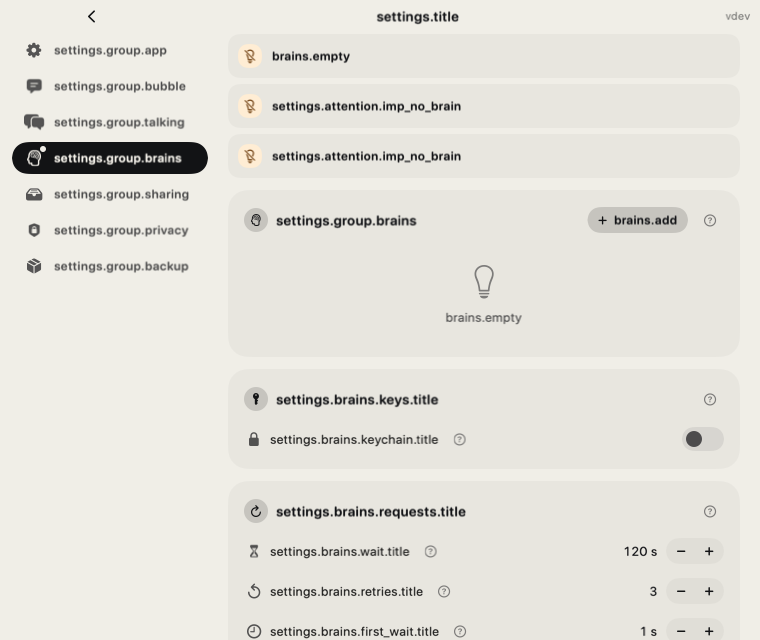 settings.title
vdev
settings.group.app
settings.group.bubble
settings.group.talking
settings.group.brains
settings.group.sharing
settings.group.privacy
settings.group.backup
brains.empty
settings.attention.imp_no_brain
settings.attention.imp_no_brain
settings.group.brains
+ brains.add
?
brains.empty
settings.brains.keys.title
?
settings.brains.keychain.title ?
settings.brains.requests.title
?
settings.brains.wait.title ? 120 s − +
settings.brains.retries.title ? 3 − +
settings.brains.first_wait.title ? 1 s − +